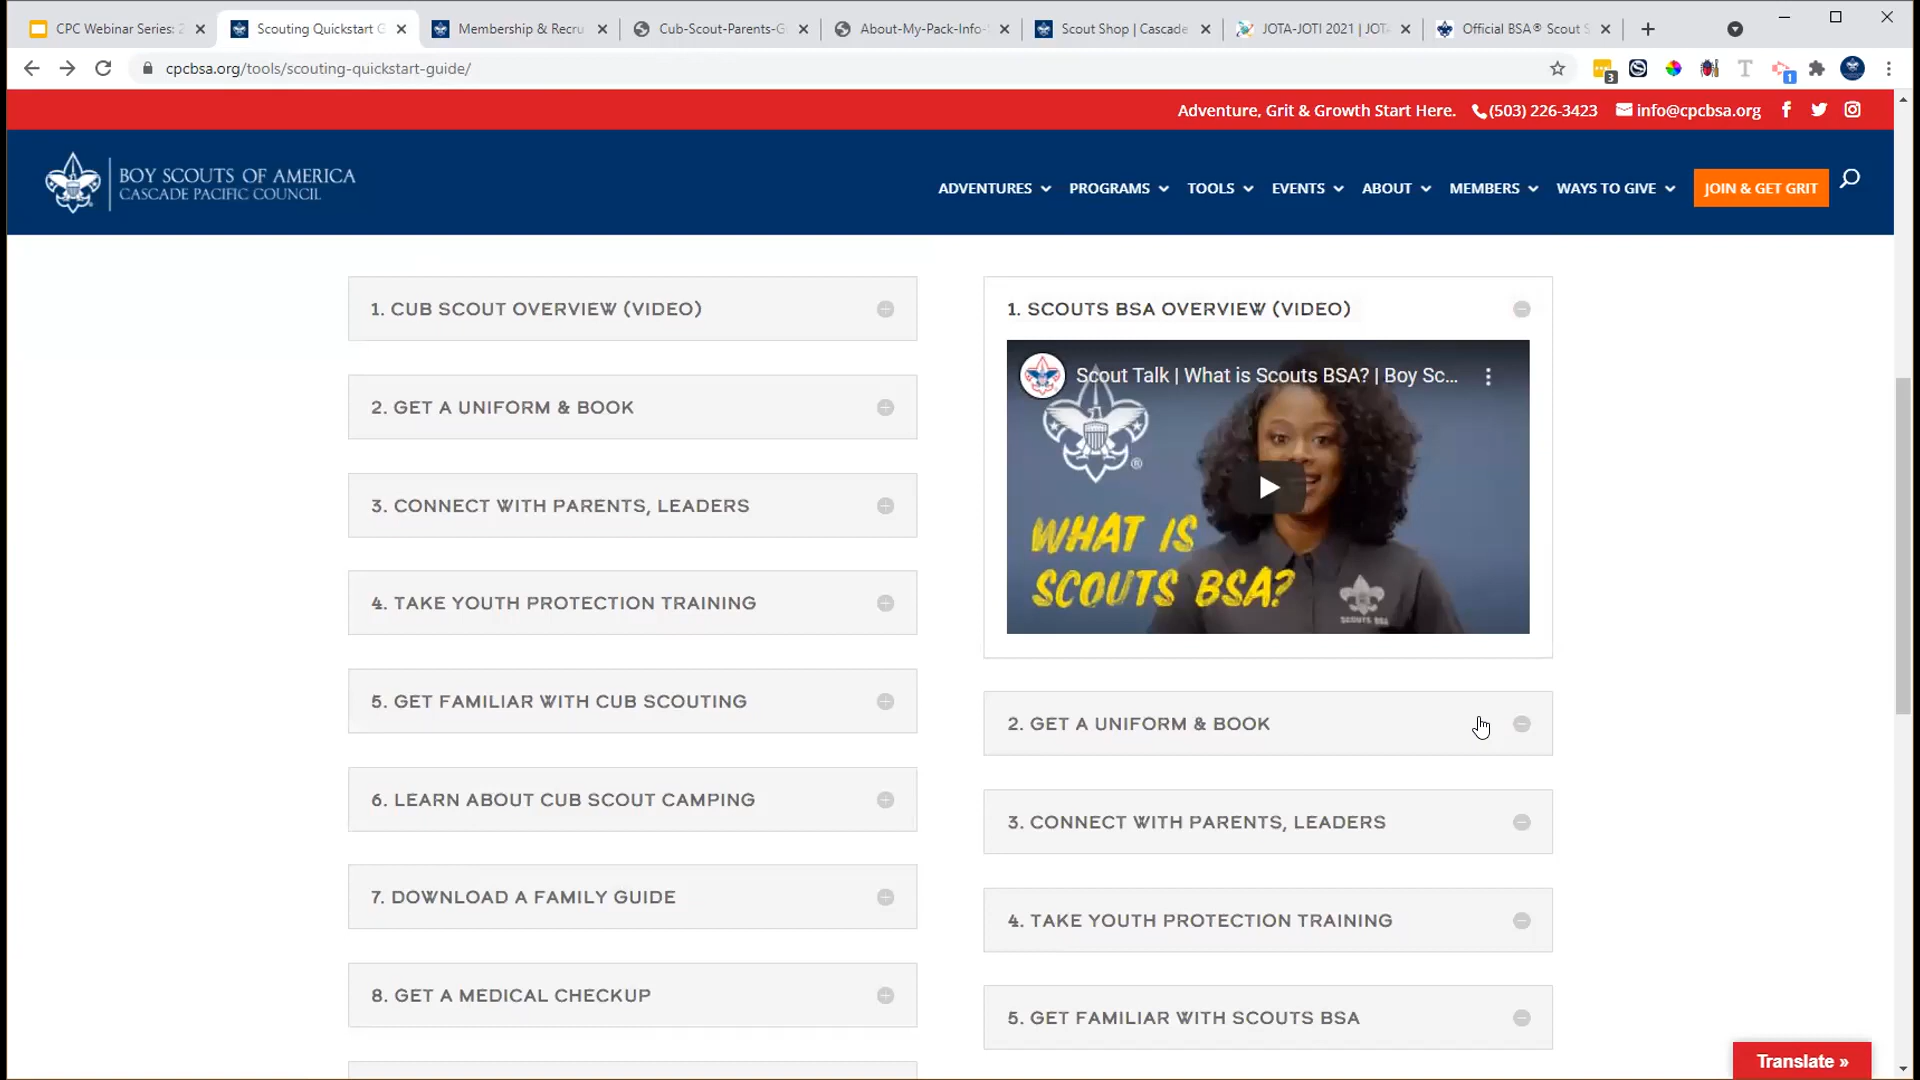 CPC Webinar Series: 2
Scouting Quickstart G
Membership & Recru
Cub-Scout-Parents-G
About-My-Pack-Info-
Scout Shop | Cascade
JOTA-JOTI 2021 | JOTA
Official BSA® Scout S
cpcbsa.org/tools/scouting-quickstart-guide/
3
T
1
Adventure, Grit & Growth Start Here.
(503) 226-3423
info@cpcbsa.org
BOY SCOUTS OF AMERICA
CASCADE PACIFIC COUNCIL
ADVENTURES
PROGRAMS
TOOLS
EVENTS
ABOUT
MEMBERS
WAYS TO GIVE
JOIN & GET GRIT
1. CUB SCOUT OVERVIEW (VIDEO)
2. GET A UNIFORM & BOOK
3. CONNECT WITH PARENTS, LEADERS
4. TAKE YOUTH PROTECTION TRAINING
5. GET FAMILIAR WITH CUB SCOUTING
6. LEARN ABOUT CUB SCOUT CAMPING
7. DOWNLOAD A FAMILY GUIDE
8. GET A MEDICAL CHECKUP
1. SCOUTS BSA OVERVIEW (VIDEO)
Scout Talk | What is Scouts BSA? | Boy Sc...
®
WHAT IS
SCOUTS BSA?
SCOUTS BSA
2. GET A UNIFORM & BOOK
3. CONNECT WITH PARENTS, LEADERS
4. TAKE YOUTH PROTECTION TRAINING
5. GET FAMILIAR WITH SCOUTS BSA
Translate »